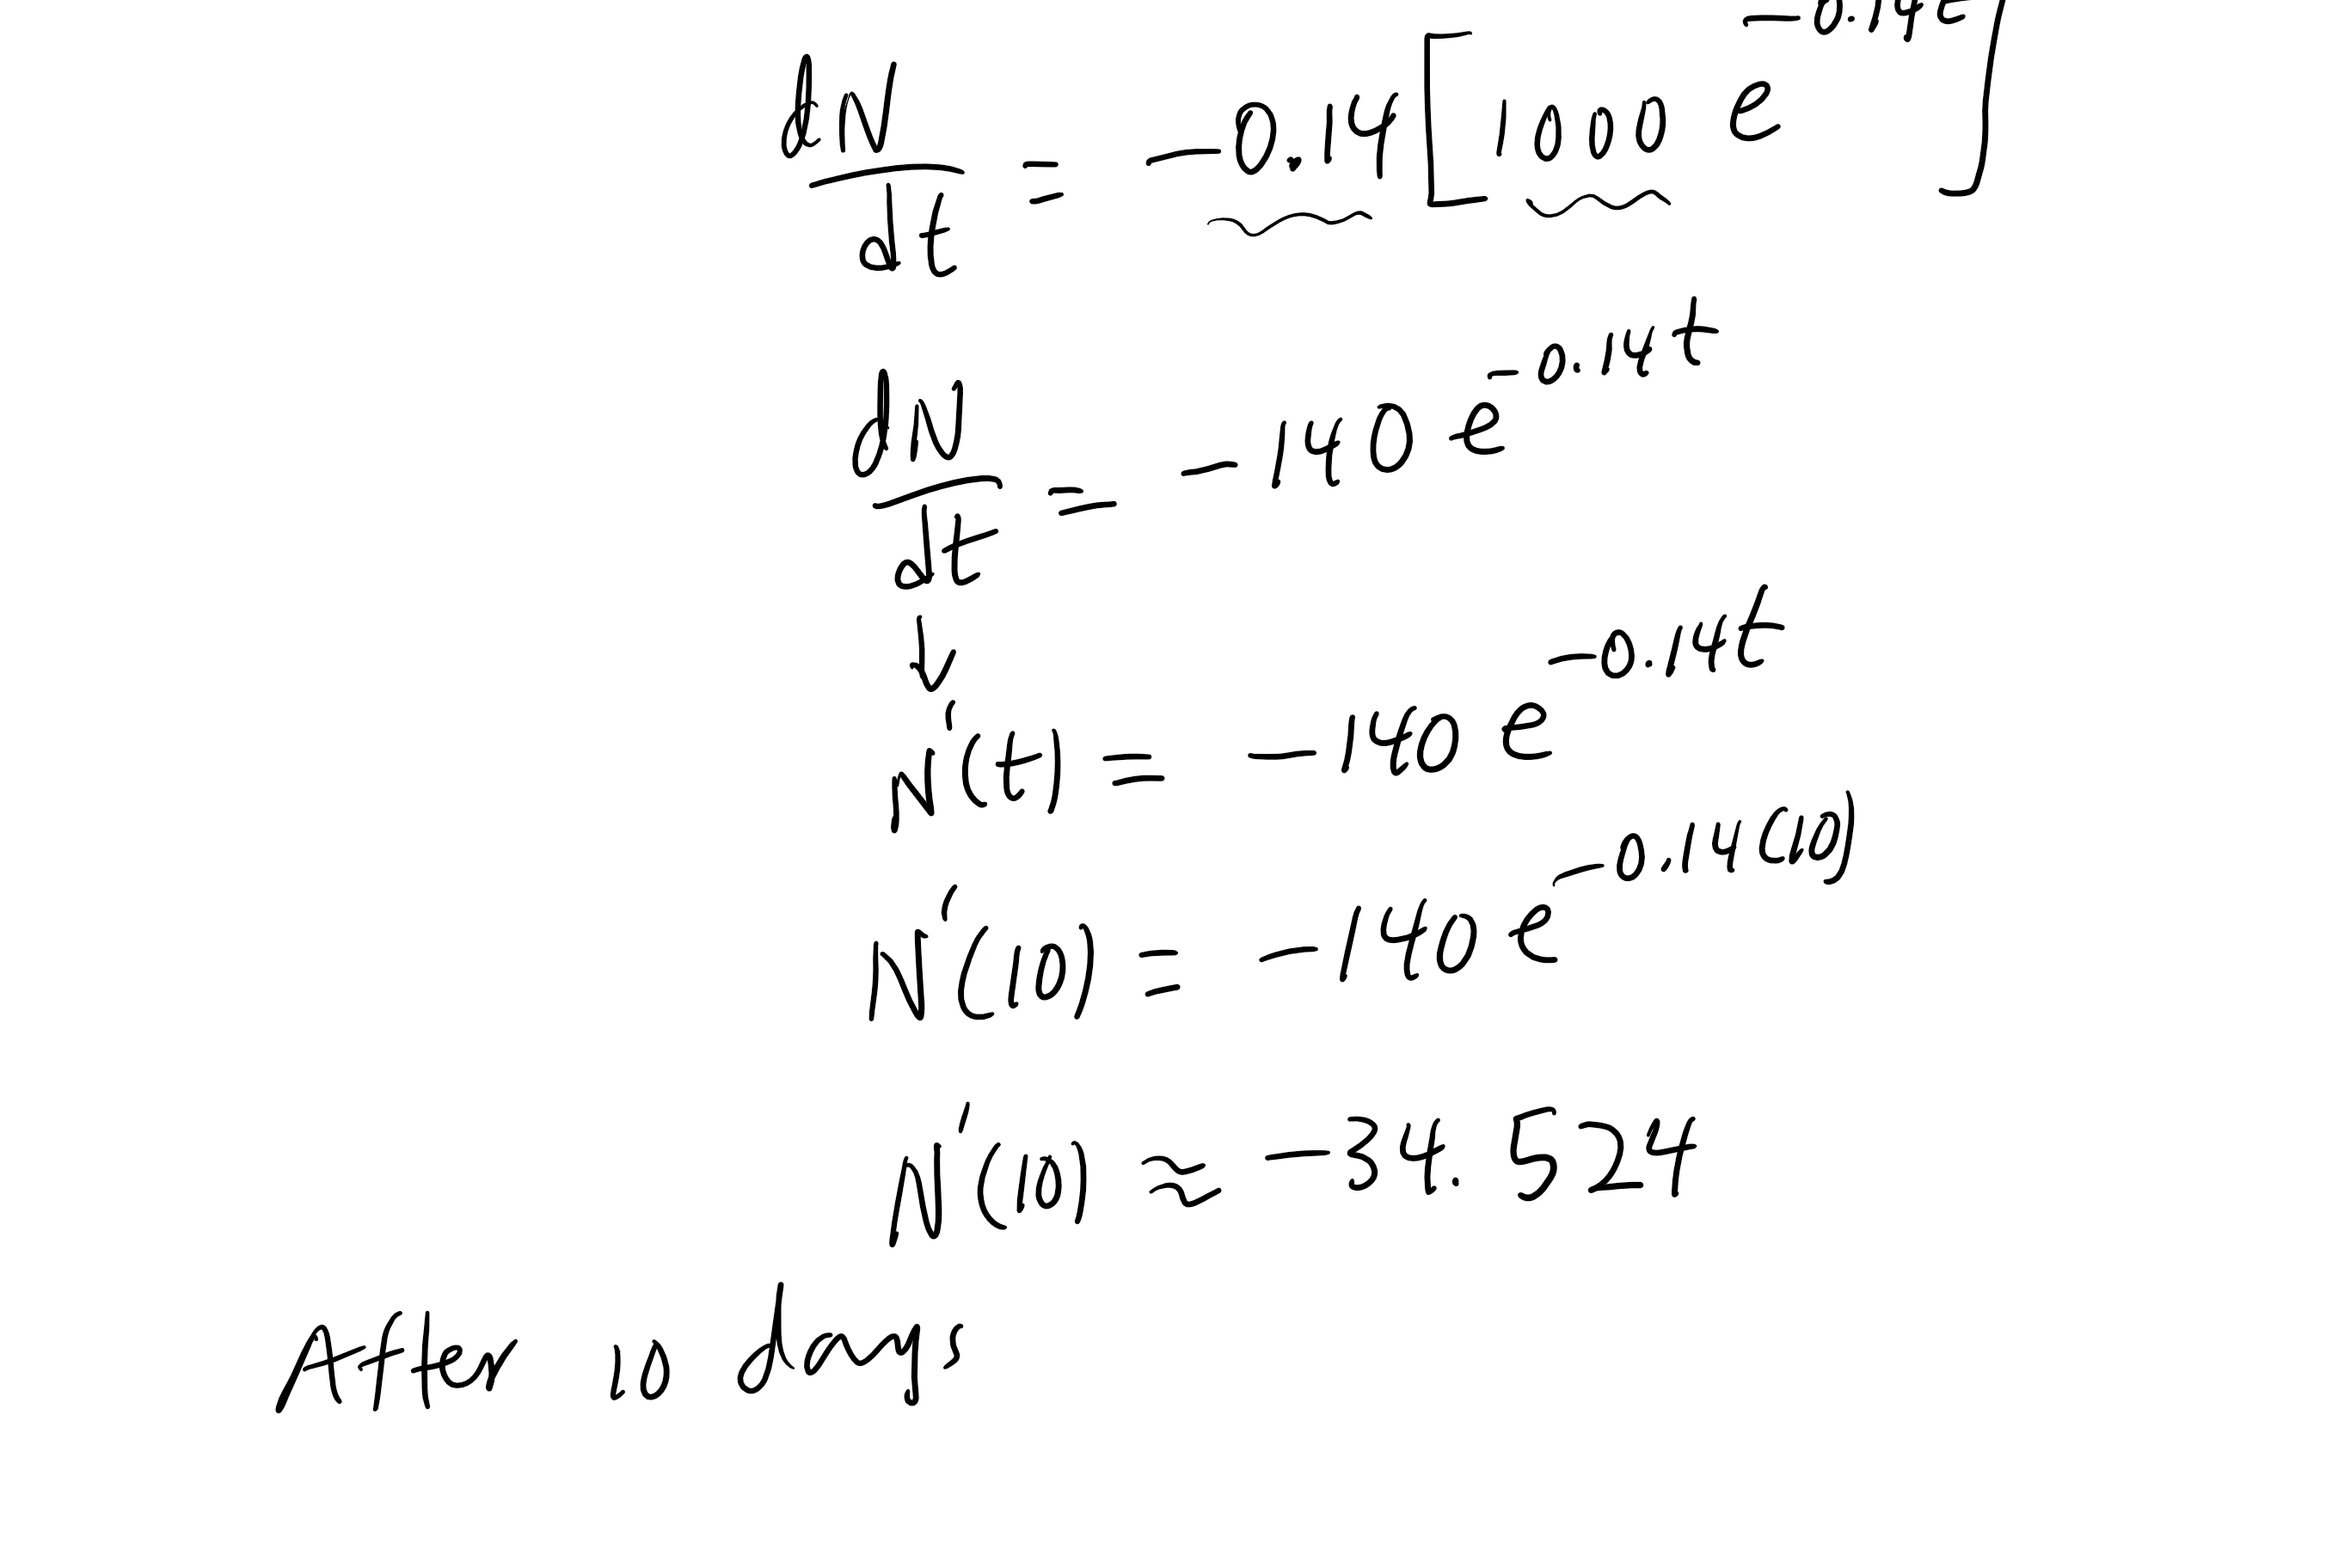 dN/dt = -0.14[1000 e^-0.14t]
dN/dt = -140 e^-0.14t
↓
N'(t) = -140 e^-0.14t
N'(10) = -140 e^-0.14(10)
N'(10) ≈ -34.524
After 10 days